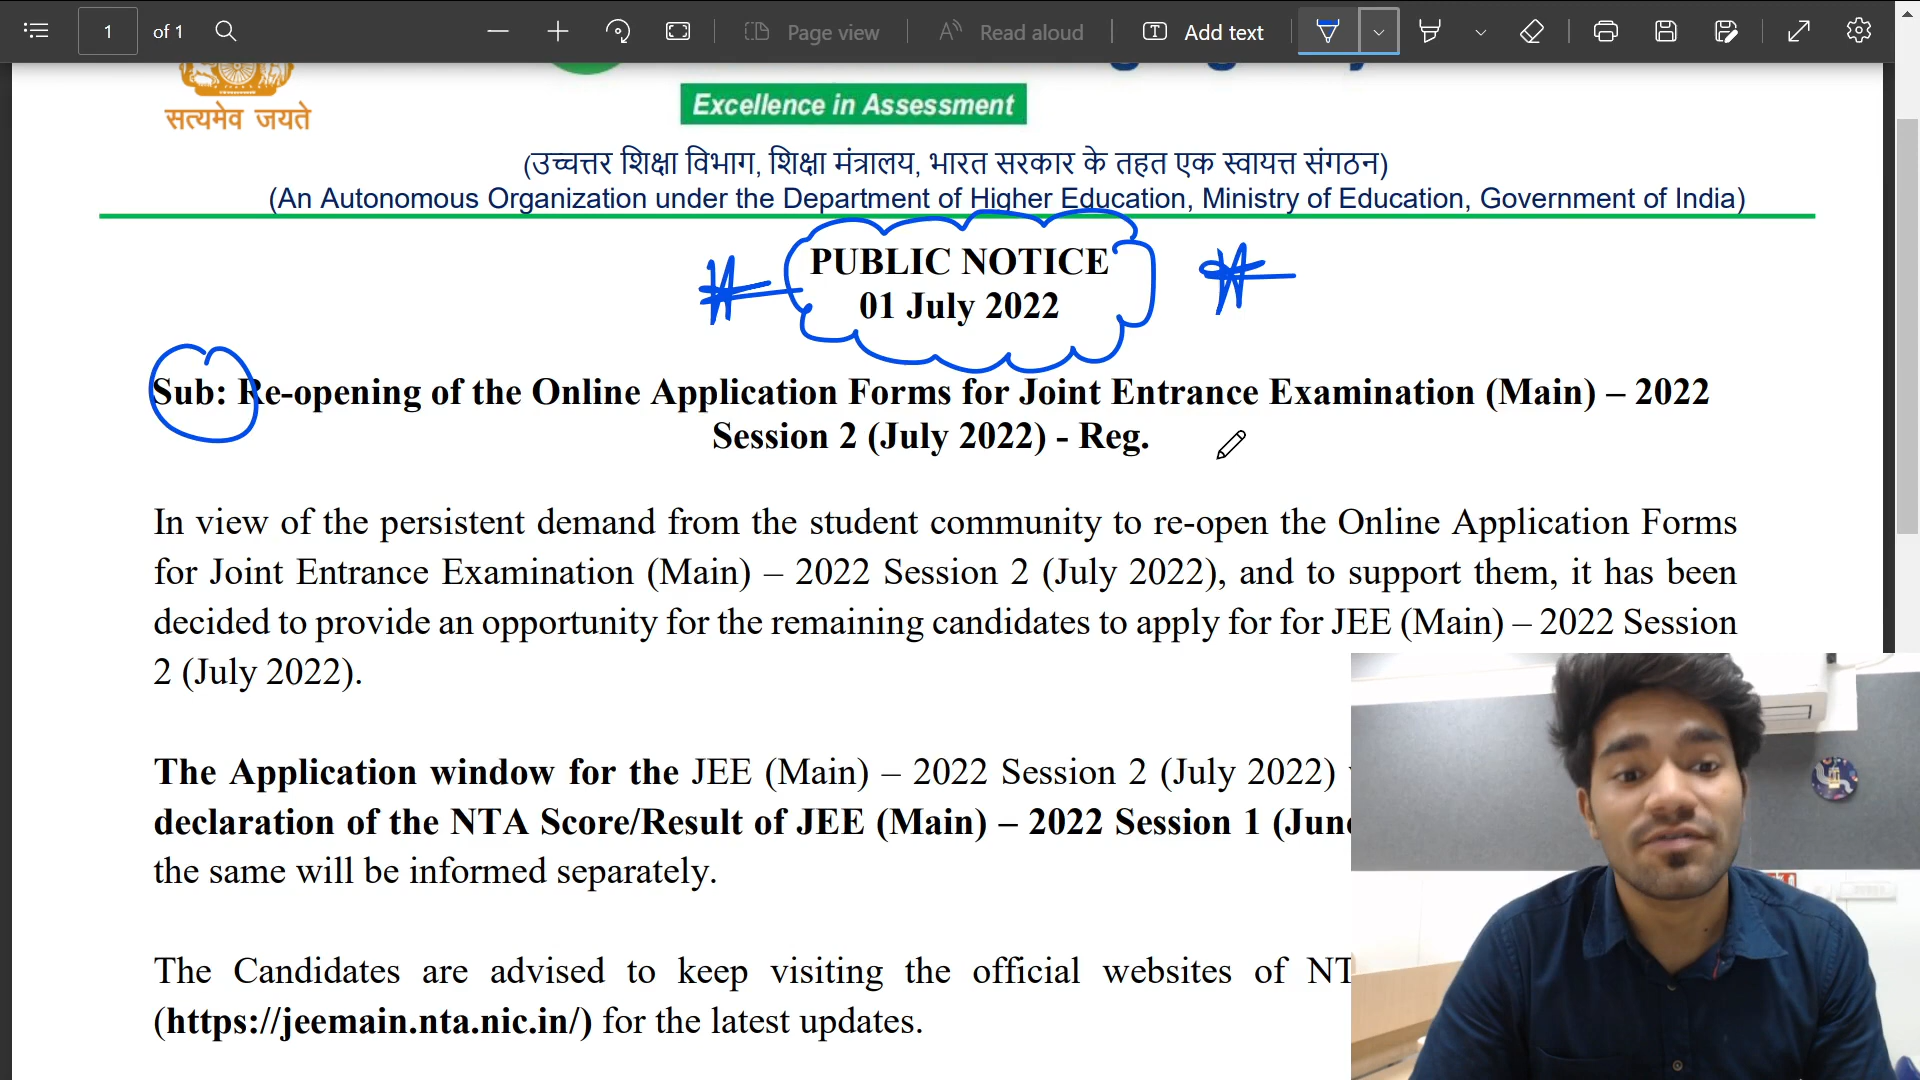 1 of 1 Page view Read aloud Add text
सत्यमेव जयते
Excellence in Assessment
(उच्चत्तर शिक्षा विभाग, शिक्षा मंत्रालय, भारत सरकार के तहत एक स्वायत्त संगठन)
(An Autonomous Organization under the Department of Higher Education, Ministry of Education, Government of India)
PUBLIC NOTICE
01 July 2022
Sub: Re-opening of the Online Application Forms for Joint Entrance Examination (Main) – 2022
Session 2 (July 2022) - Reg.
In view of the persistent demand from the student community to re-open the Online Application Forms
for Joint Entrance Examination (Main) – 2022 Session 2 (July 2022), and to support them, it has been
decided to provide an opportunity for the remaining candidates to apply for for JEE (Main) – 2022 Session
2 (July 2022).
The Application window for the JEE (Main) – 2022 Session 2 (July 2022)
declaration of the NTA Score/Result of JEE (Main) – 2022 Session 1 (June
the same will be informed separately.
The Candidates are advised to keep visiting the official websites of NT
(https://jeemain.nta.nic.in/) for the latest updates.